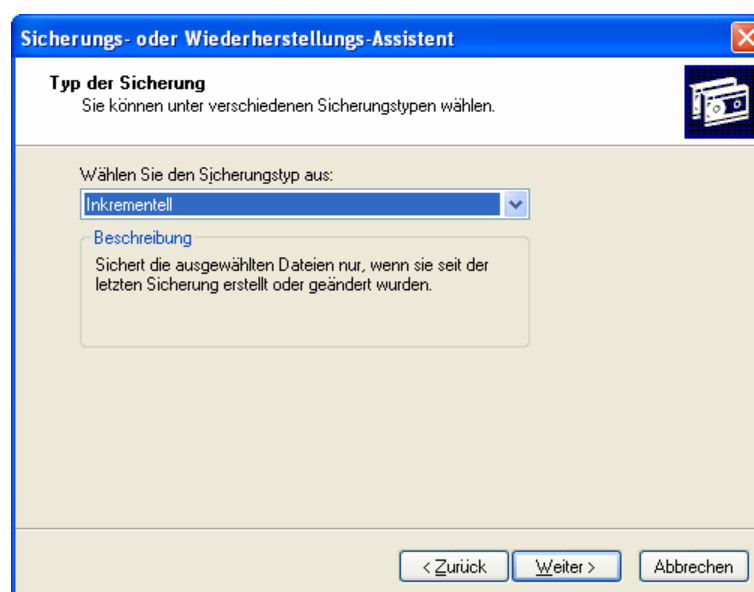 Sicherungs- oder Wiederherstellungs-Assistent
Typ der Sicherung
Sie können unter verschiedenen Sicherungstypen wählen.
Wählen Sie den Sicherungstyp aus:
Inkrementell
Beschreibung
Sichert die ausgewählten Dateien nur, wenn sie seit der
letzten Sicherung erstellt oder geändert wurden.
< Zurück Weiter > Abbrechen